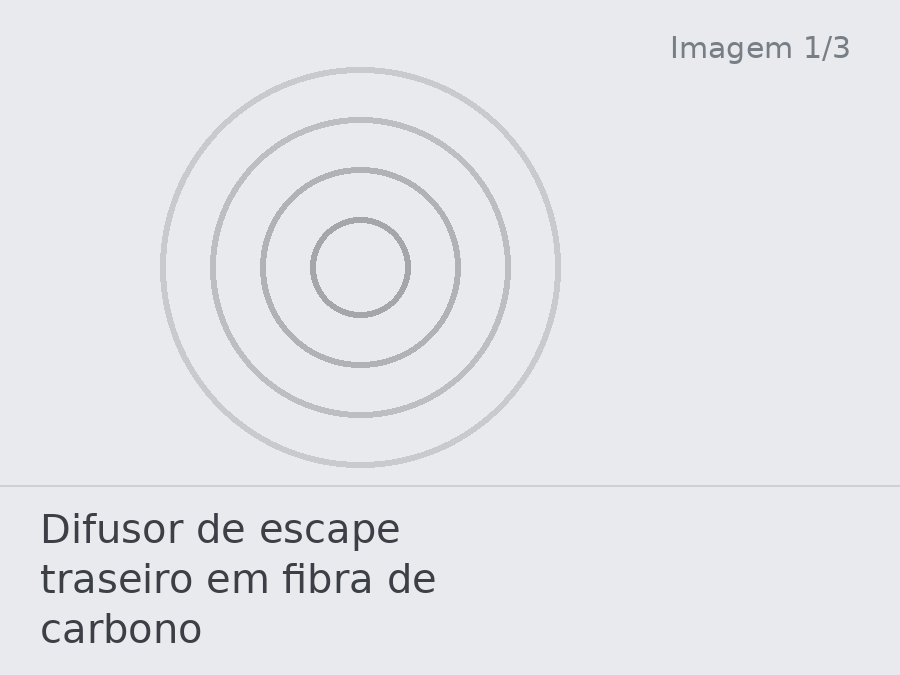 Imagem 1/3
Difusor de escape
traseiro em fibra de
carbono